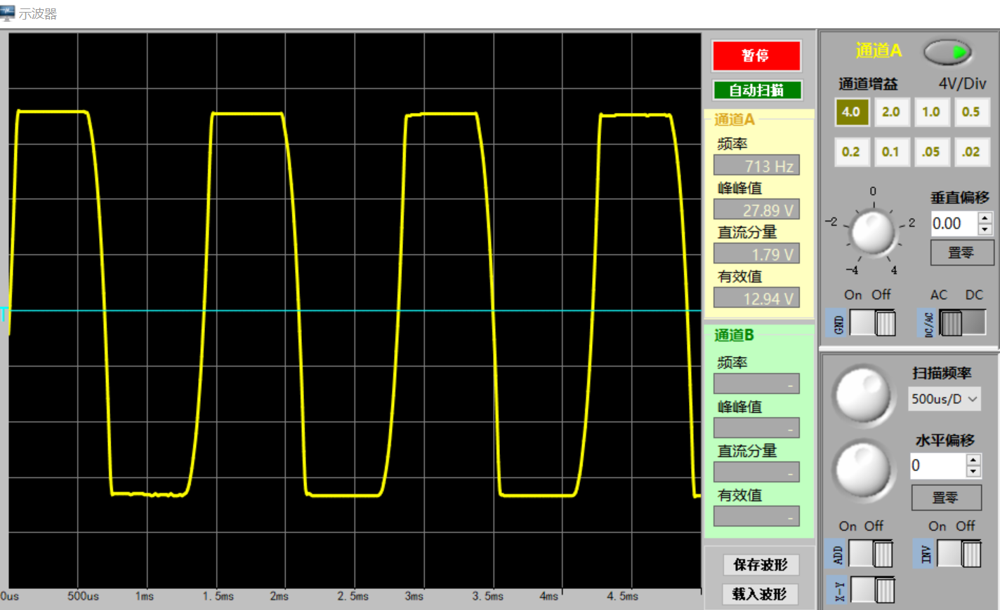 示波器
暂停
自动扫描
通道A
频率
713 Hz
峰峰值
27.89 V
直流分量
1.79 V
有效值
12.94 V
通道B
频率
-
峰峰值
-
直流分量
-
有效值
-
保存波形
载入波形
通道A
通道增益 4V/Div
4.0 2.0 1.0 0.5
0.2 0.1 .05 .02
0
-2 2
-4 4
垂直偏移
0.00
置零
On Off
GND
AC DC
DC/AC
扫描频率
500us/D
水平偏移
0
置零
On Off
ADD
On Off
INV
X-Y
T
0us 500us 1ms 1.5ms 2ms 2.5ms 3ms 3.5ms 4ms 4.5ms